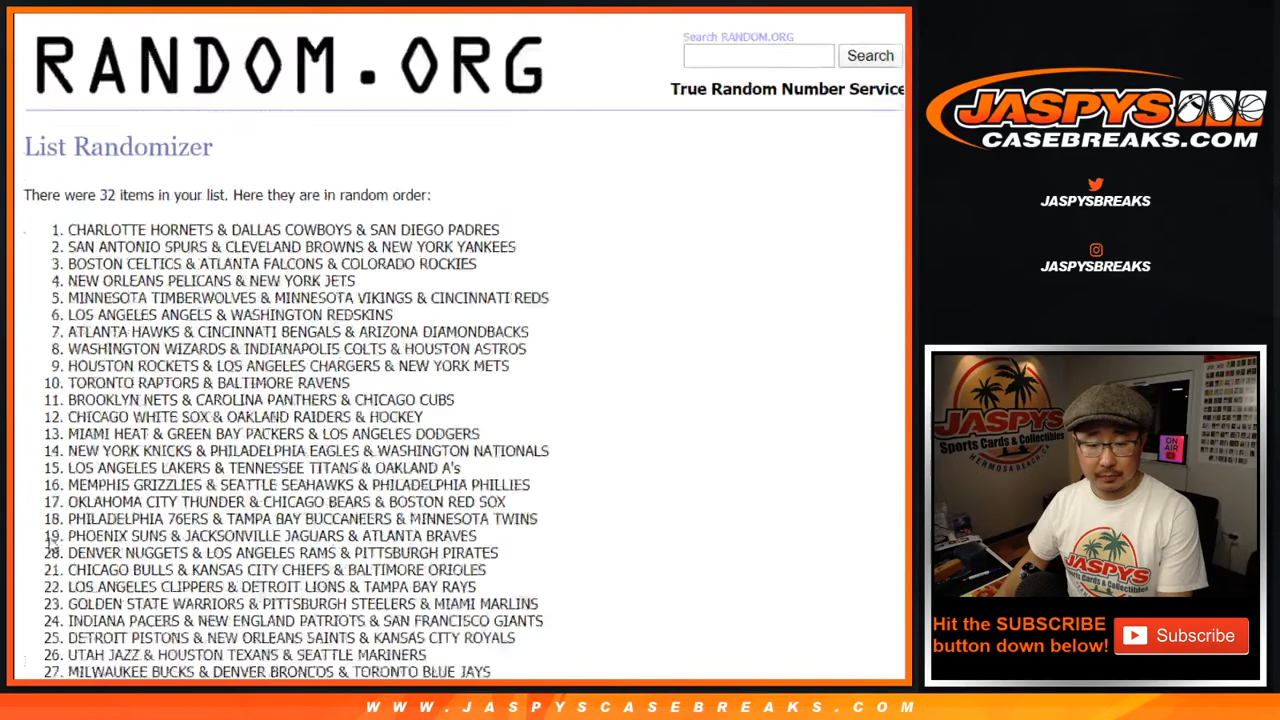 RANDOM.ORG
Search RANDOM.ORG
Search
True Random Number Service
List Randomizer
There were 32 items in your list. Here they are in random order:
1. CHARLOTTE HORNETS & DALLAS COWBOYS & SAN DIEGO PADRES
2. SAN ANTONIO SPURS & CLEVELAND BROWNS & NEW YORK YANKEES
3. BOSTON CELTICS & ATLANTA FALCONS & COLORADO ROCKIES
4. NEW ORLEANS PELICANS & NEW YORK JETS
5. MINNESOTA TIMBERWOLVES & MINNESOTA VIKINGS & CINCINNATI REDS
6. LOS ANGELES ANGELS & WASHINGTON REDSKINS
7. ATLANTA HAWKS & CINCINNATI BENGALS & ARIZONA DIAMONDBACKS
8. WASHINGTON WIZARDS & INDIANAPOLIS COLTS & HOUSTON ASTROS
9. HOUSTON ROCKETS & LOS ANGELES CHARGERS & NEW YORK METS
10. TORONTO RAPTORS & BALTIMORE RAVENS
11. BROOKLYN NETS & CAROLINA PANTHERS & CHICAGO CUBS
12. CHICAGO WHITE SOX & OAKLAND RAIDERS & HOCKEY
13. MIAMI HEAT & GREEN BAY PACKERS & LOS ANGELES DODGERS
14. NEW YORK KNICKS & PHILADELPHIA EAGLES & WASHINGTON NATIONALS
15. LOS ANGELES LAKERS & TENNESSEE TITANS & OAKLAND A's
16. MEMPHIS GRIZZLIES & SEATTLE SEAHAWKS & PHILADELPHIA PHILLIES
17. OKLAHOMA CITY THUNDER & CHICAGO BEARS & BOSTON RED SOX
18. PHILADELPHIA 76ERS & TAMPA BAY BUCCANEERS & MINNESOTA TWINS
19. PHOENIX SUNS & JACKSONVILLE JAGUARS & ATLANTA BRAVES
20. DENVER NUGGETS & LOS ANGELES RAMS & PITTSBURGH PIRATES
21. CHICAGO BULLS & KANSAS CITY CHIEFS & BALTIMORE ORIOLES
22. LOS ANGELES CLIPPERS & DETROIT LIONS & TAMPA BAY RAYS
23. GOLDEN STATE WARRIORS & PITTSBURGH STEELERS & MIAMI MARLINS
24. INDIANA PACERS & NEW ENGLAND PATRIOTS & SAN FRANCISCO GIANTS
25. DETROIT PISTONS & NEW ORLEANS SAINTS & KANSAS CITY ROYALS
26. UTAH JAZZ & HOUSTON TEXANS & SEATTLE MARINERS
27. MILWAUKEE BUCKS & DENVER BRONCOS & TORONTO BLUE JAYS
JASPYS
CASEBREAKS.COM
JASPYSBREAKS
JASPYSBREAKS
JASPYS
Sports Cards & Collectibles
HERMOSA BEACH, CA
ON AIR
JASPYS
Hit the SUBSCRIBE
button down below!
Subscribe
WWW.JASPYSCASEBREAKS.COM